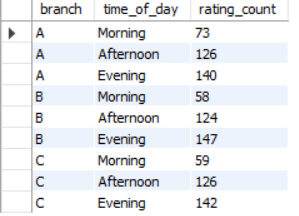 branch time_of_day rating_count
A Morning 73
A Afternoon 126
A Evening 140
B Morning 58
B Afternoon 124
B Evening 147
C Morning 59
C Afternoon 126
C Evening 142